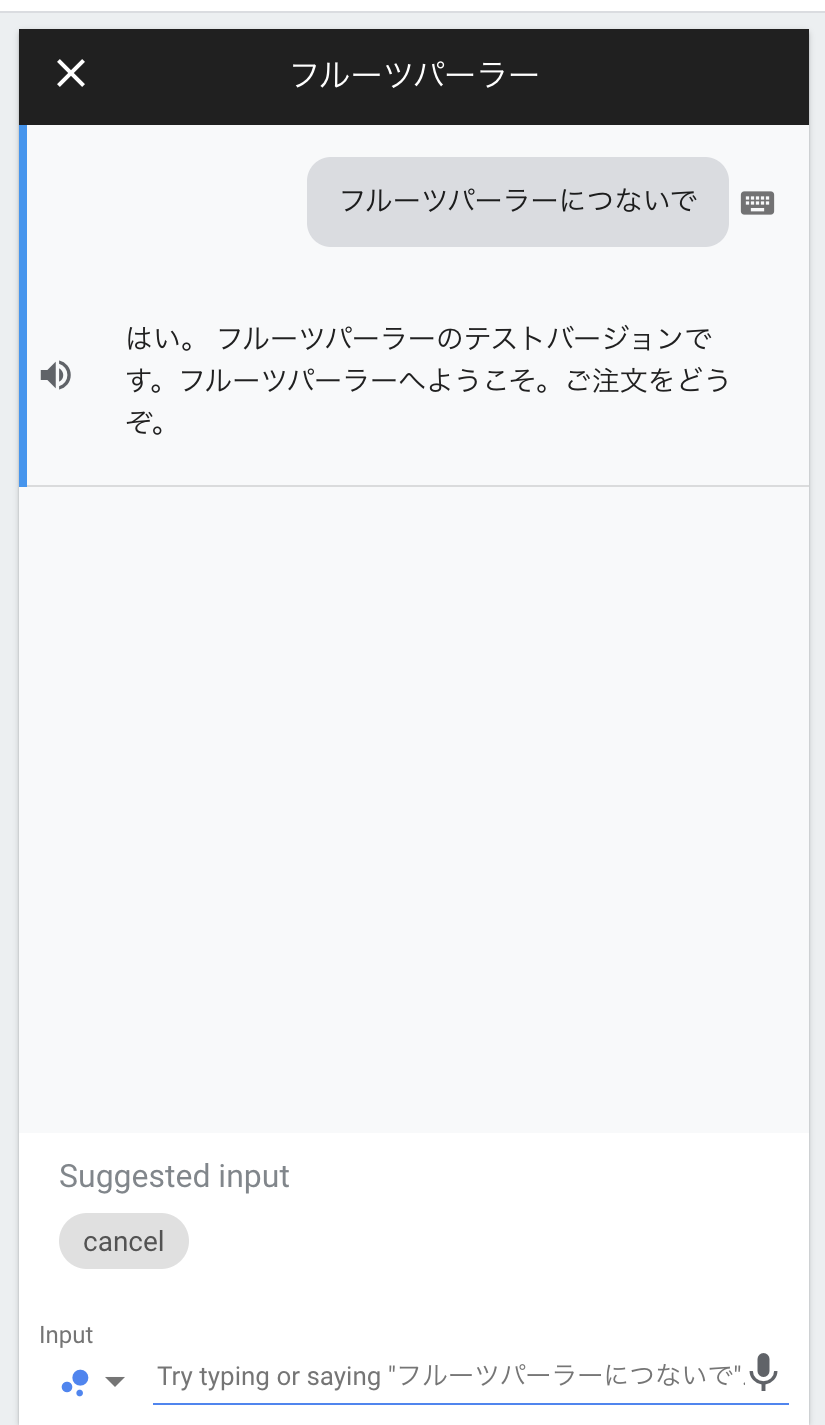 フルーツパーラー
フルーツパーラーにつないで
はい。 フルーツパーラーのテストバージョンで
す。フルーツパーラーへようこそ。ご注文をどう
ぞ。
Suggested input
cancel
Input
Try typing or saying "フルーツパーラーにつないで".